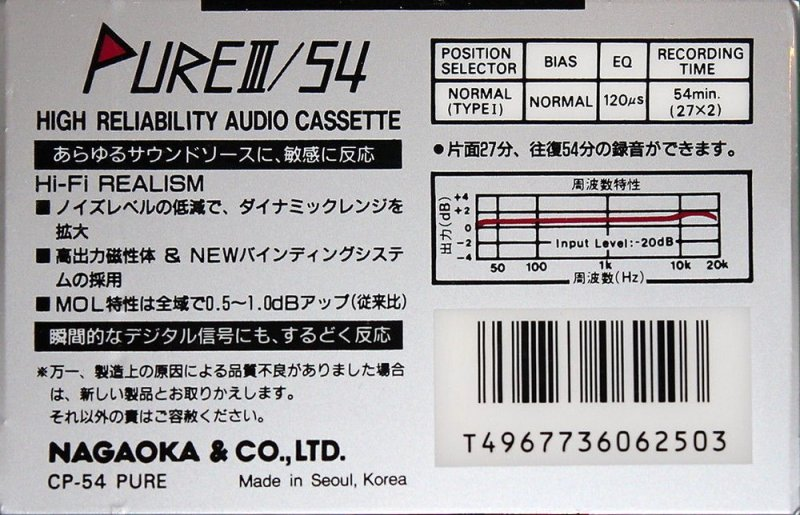 PUREⅢ/54
HIGH RELIABILITY AUDIO CASSETTE
あらゆるサウンドソースに、敏感に反応
Hi-Fi REALISM
■ノイズレベルの低減で、ダイナミックレンジを
拡大
■高出力磁性体 & NEWバインディングシステ
ムの採用
■MOL特性は全域で0.5~1.0dBアップ(従来比)
瞬間的なデジタル信号にも、するどく反応
※万一、製造上の原因による品質不良がありました場合
は、新しい製品とお取りかえします。
それ以外の責はご容赦ください。
NAGAOKA & CO.,LTD.
CP-54 PURE Made in Seoul, Korea
POSITION SELECTOR BIAS EQ RECORDING TIME
NORMAL (TYPEⅠ) NORMAL 120μs 54min. (27×2)
●片面27分、往復54分の録音ができます。
周波数特性
出力(dB)
+4
+2
0
−2
−4
Input Level:-20dB
50 100 1k 10k 20k
周波数(Hz)
T4967736062503